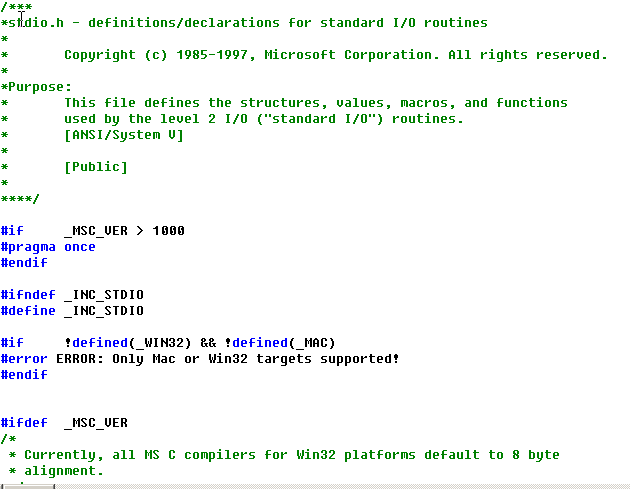 /***
*stdio.h - definitions/declarations for standard I/O routines
*
*       Copyright (c) 1985-1997, Microsoft Corporation. All rights reserved.
*
*Purpose:
*       This file defines the structures, values, macros, and functions
*       used by the level 2 I/O ("standard I/O") routines.
*       [ANSI/System V]
*
*       [Public]
*
****/
#if     _MSC_VER > 1000
#pragma once
#endif
#ifndef _INC_STDIO
#define _INC_STDIO
#if     !defined(_WIN32) && !defined(_MAC)
#error ERROR: Only Mac or Win32 targets supported!
#endif
#ifdef  _MSC_VER
/*
 * Currently, all MS C compilers for Win32 platforms default to 8 byte
 * alignment.